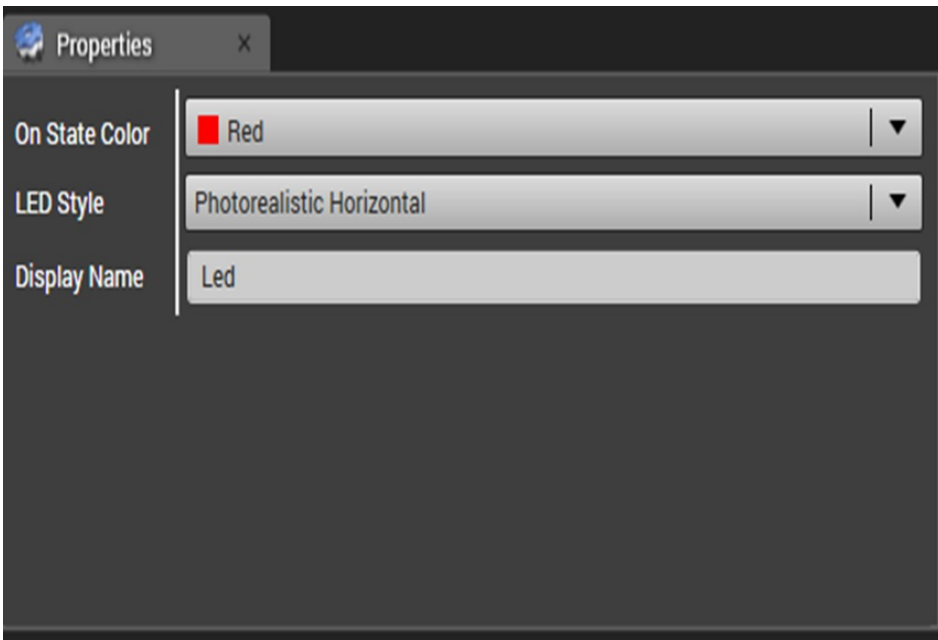 Properties
On State Color Red
LED Style Photorealistic Horizontal
Display Name Led